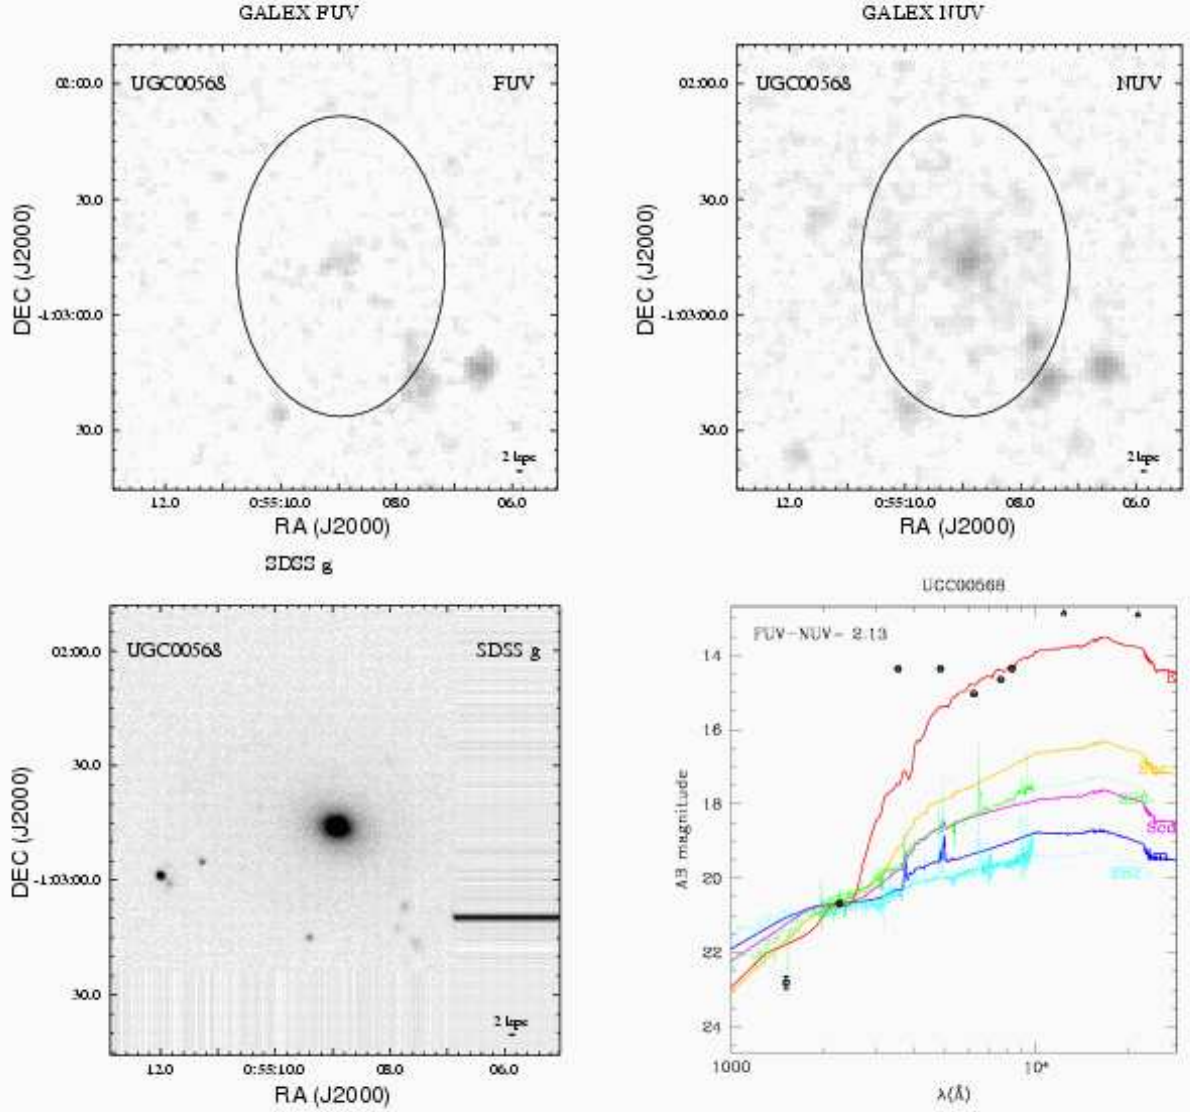 GALEX FUV
UGC00568 FUV
02:00.0
30.0
-1:03:00.0
30.0
2 kpc
12.0 0:55:10.0 08.0 06.0
DEC (J2000)
RA (J2000)
GALEX NUV
UGC00568 NUV
02:00.0
30.0
-1:03:00.0
30.0
2 kpc
12.0 0:55:10.0 08.0 06.0
DEC (J2000)
RA (J2000)
SDSS g
UGC00568 SDSS g
02:00.0
30.0
-1:03:00.0
30.0
2 kpc
12.0 0:55:10.0 08.0 06.0
DEC (J2000)
RA (J2000)
UGC00568
FUV-NUV= 2.13
14
16
18
20
22
24
E
Scd
Im
AB magnitude
1000 10⁴
λ(Å)